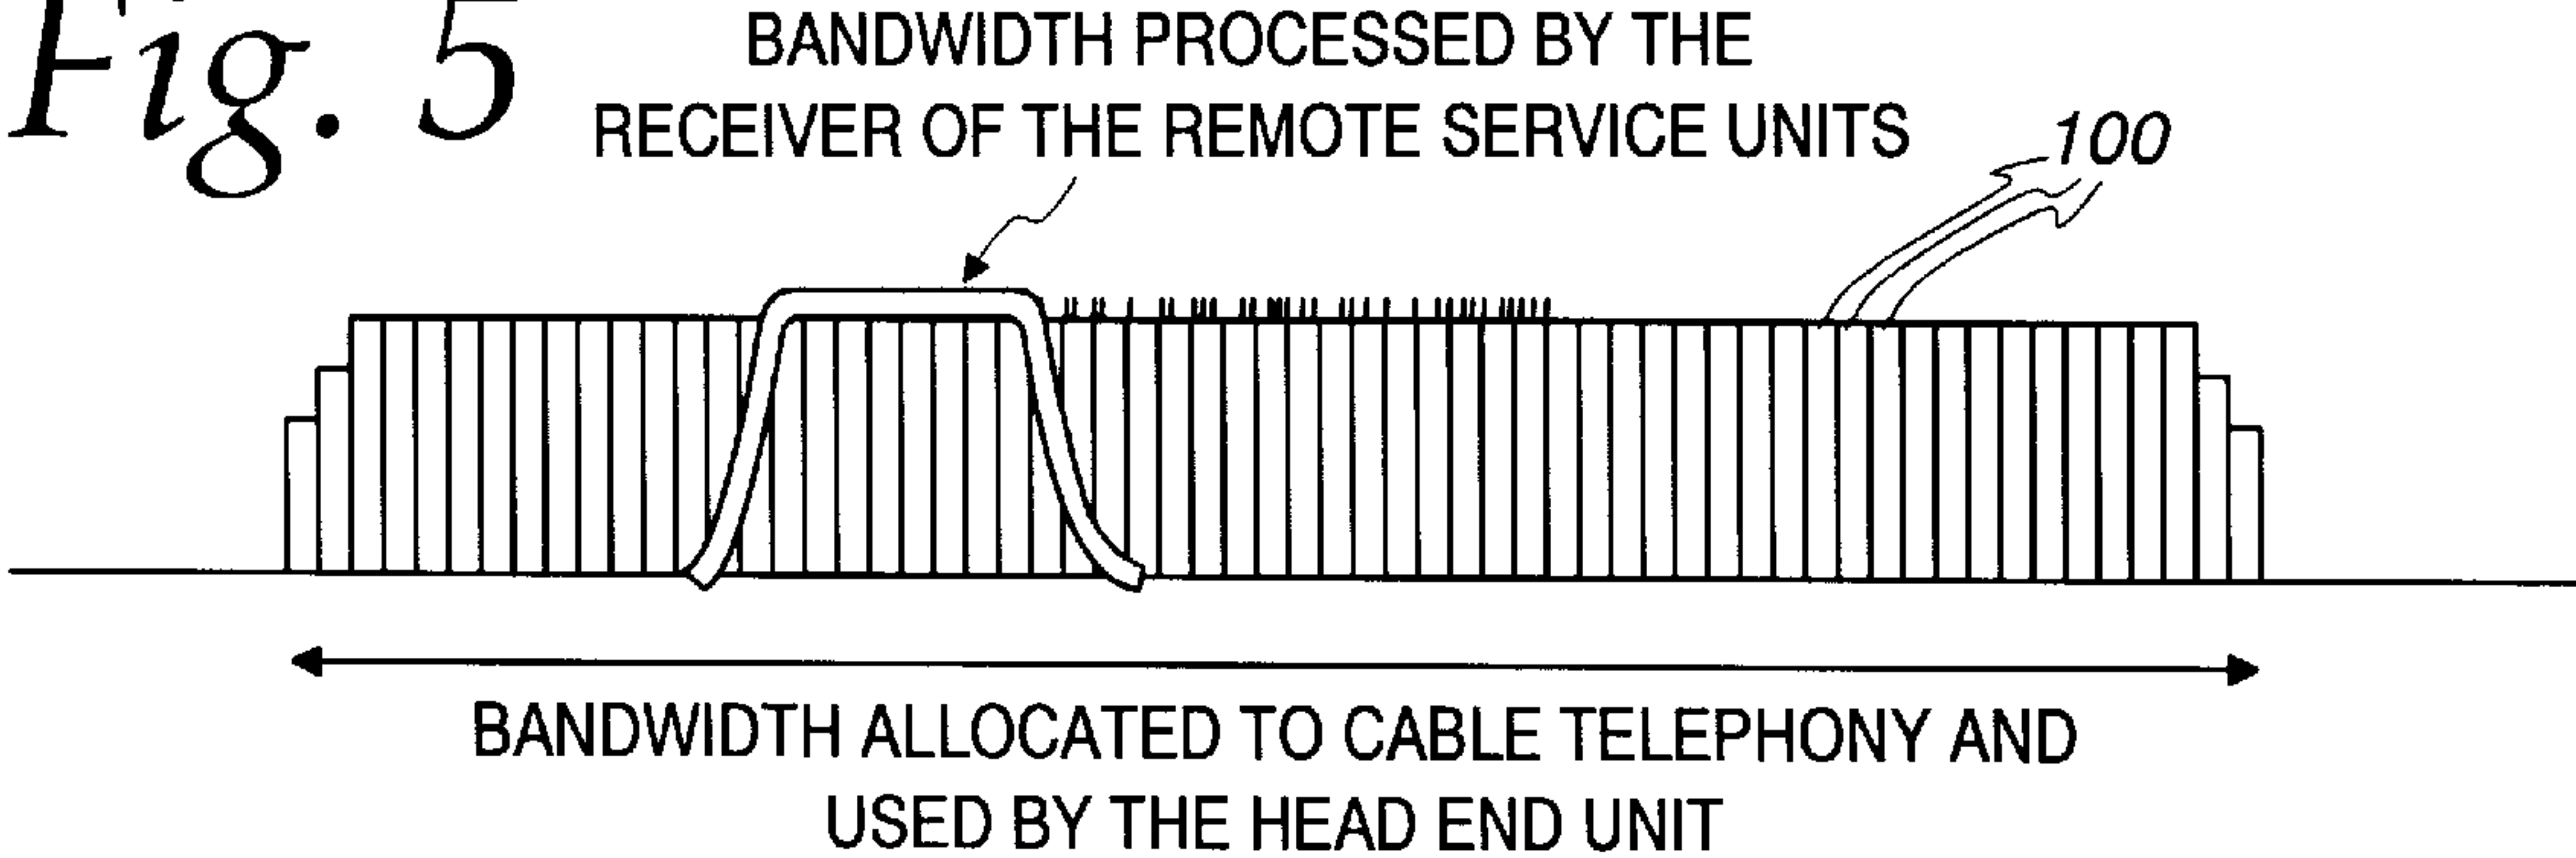 Fig. 5
BANDWIDTH PROCESSED BY THE
RECEIVER OF THE REMOTE SERVICE UNITS
100
BANDWIDTH ALLOCATED TO CABLE TELEPHONY AND
USED BY THE HEAD END UNIT